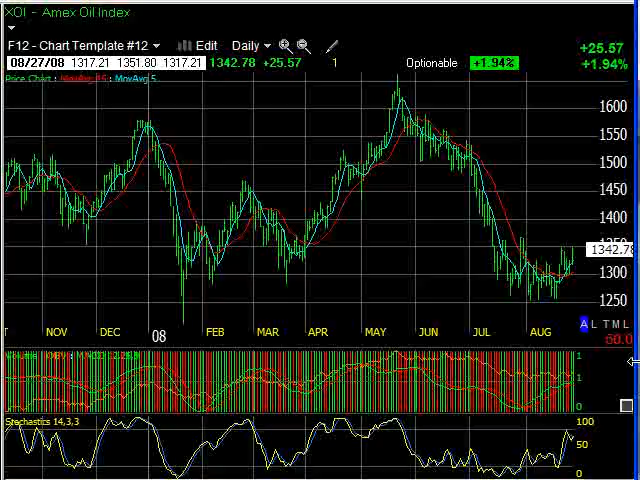 XOI - Amex Oil Index
F12 - Chart Template #12 Edit Daily
+25.57
08/27/08 1317.21 1351.80 1317.21 1342.78 +25.57 1 Optionable +1.94% +1.94%
Price Chart : MovAvg 15 : MovAvg 5
1600
1550
1500
1450
1400
1342.78
1300
1250
A L T M L
NOV DEC 08 FEB MAR APR MAY JUN JUL AUG
50.0
1
0
Stochastics 14,3,3
100
50
0